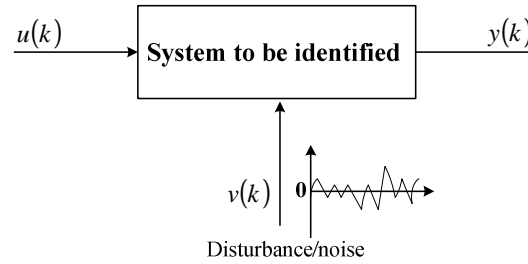 u(k)
System to be identified
y(k)
v(k)
0
Disturbance/noise